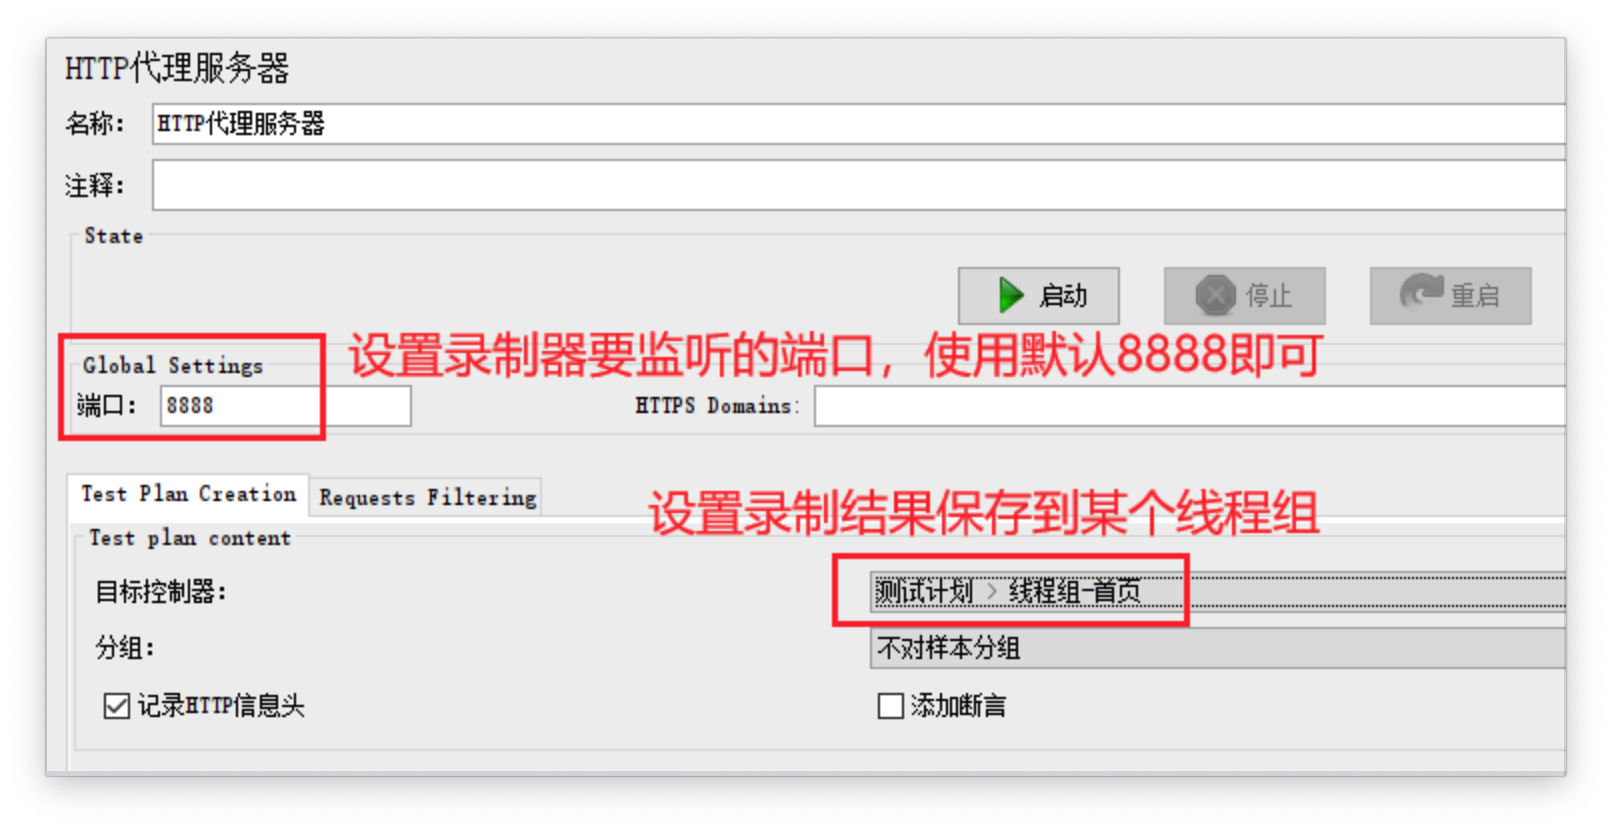 HTTP代理服务器
名称： HTTP代理服务器
注释：
State
启动 停止 重启
设置录制器要监听的端口，使用默认8888即可
Global Settings
端口： 8888 HTTPS Domains:
Test Plan Creation Requests Filtering
设置录制结果保存到某个线程组
Test plan content
目标控制器： 测试计划 > 线程组-首页
分组： 不对样本分组
记录HTTP信息头 添加断言